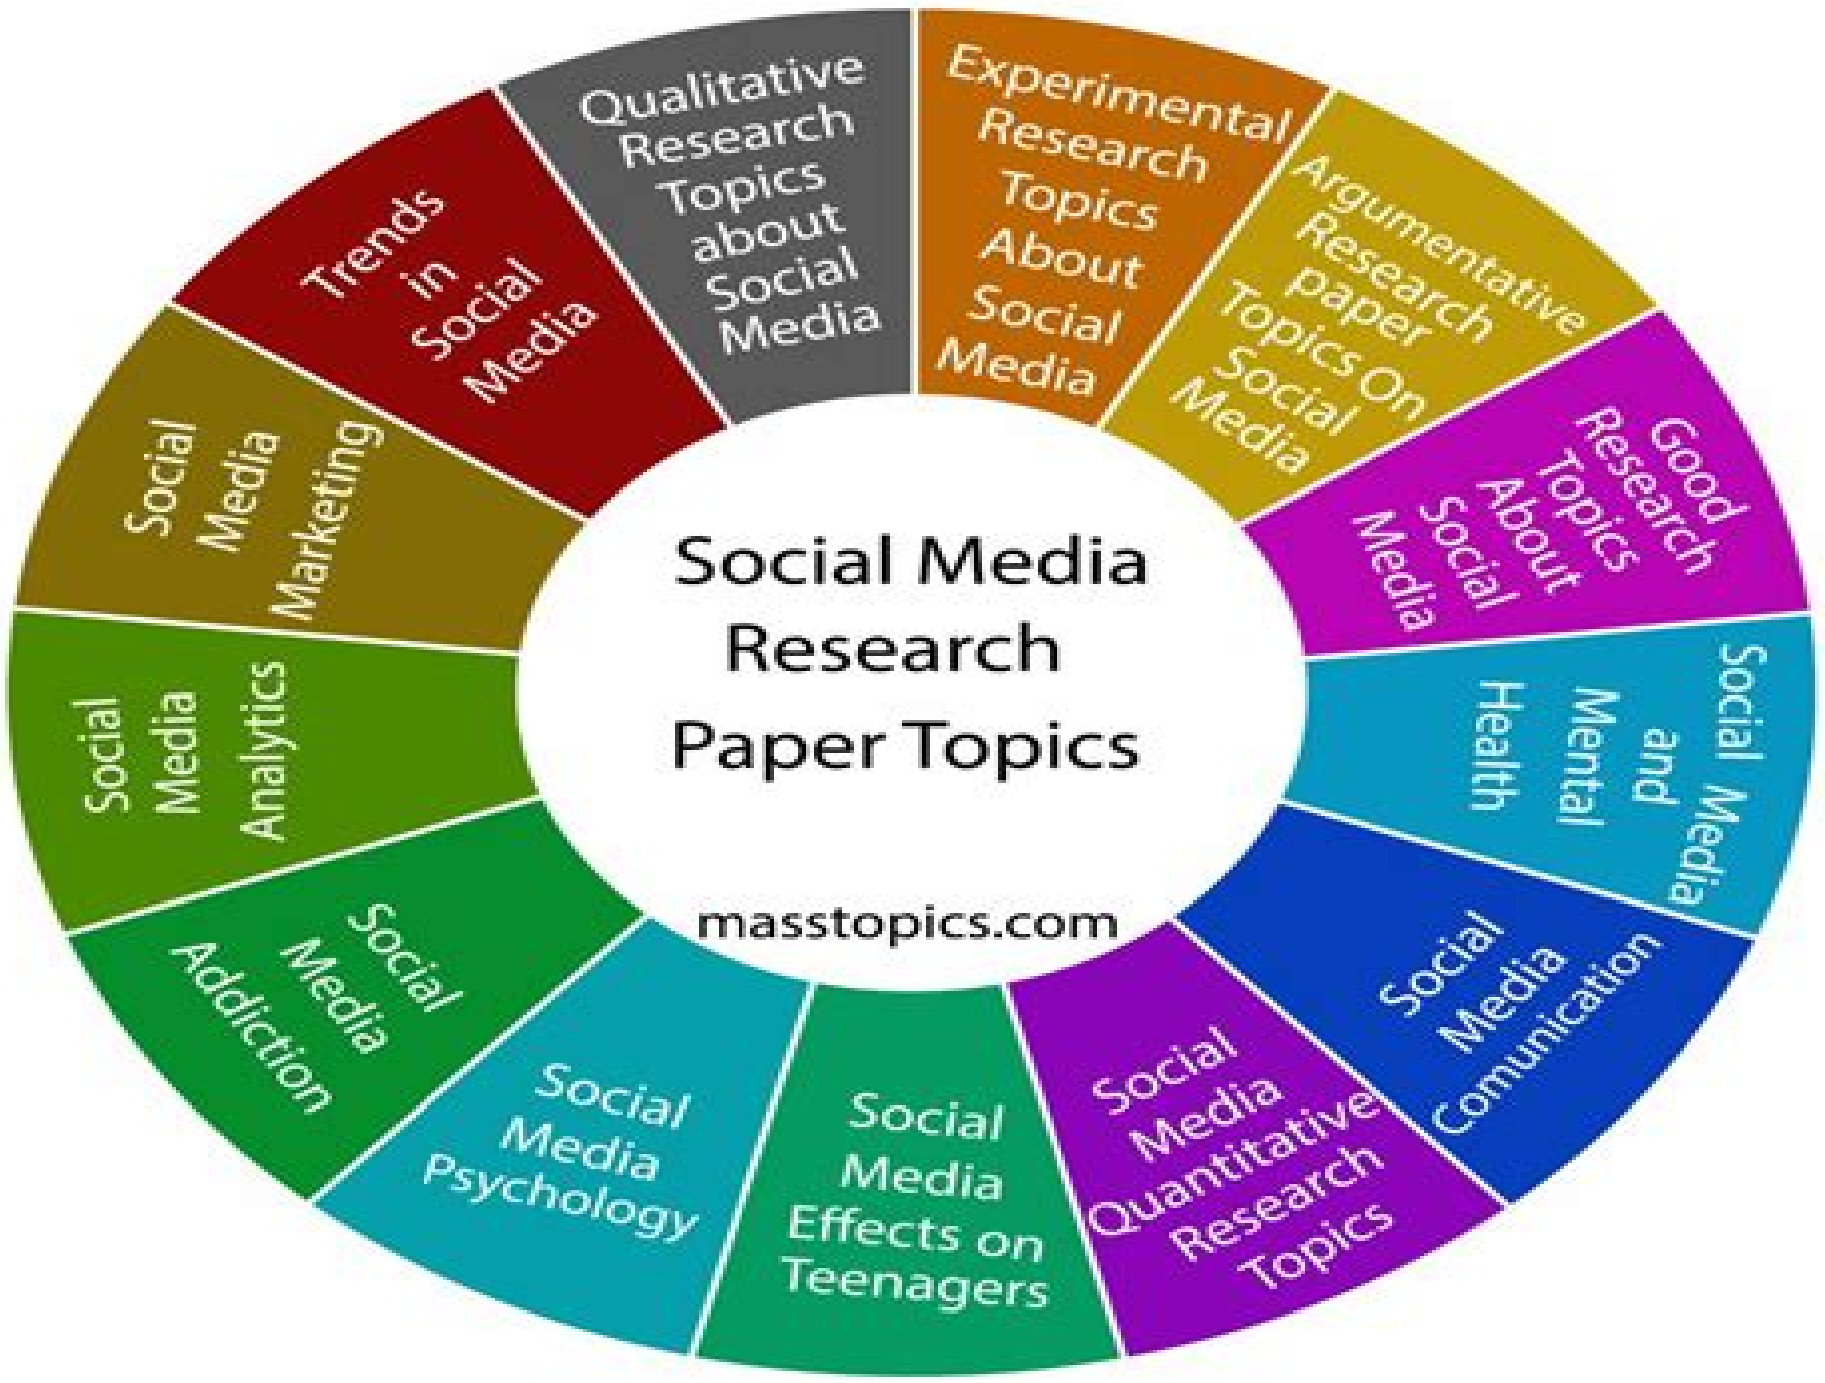 Social Media
Research
Paper Topics
masstopics.com
Experimental
Research
Topics
About
Social
Media
Argumentative
Research
paper
Topics On
Social
Media
Good
Research
Topics
About
Social
Media
Social Media
and
Mental
Health
Social
Media
Comunication
Social
Media
Quantitative
Research
Topics
Social
Media
Effects on
Teenagers
Social
Media
Psychology
Social
Media
Addiction
Social
Media
Analytics
Social
Media
Marketing
Trends
in
Social
Media
Qualitative
Research
Topics
about
Social
Media